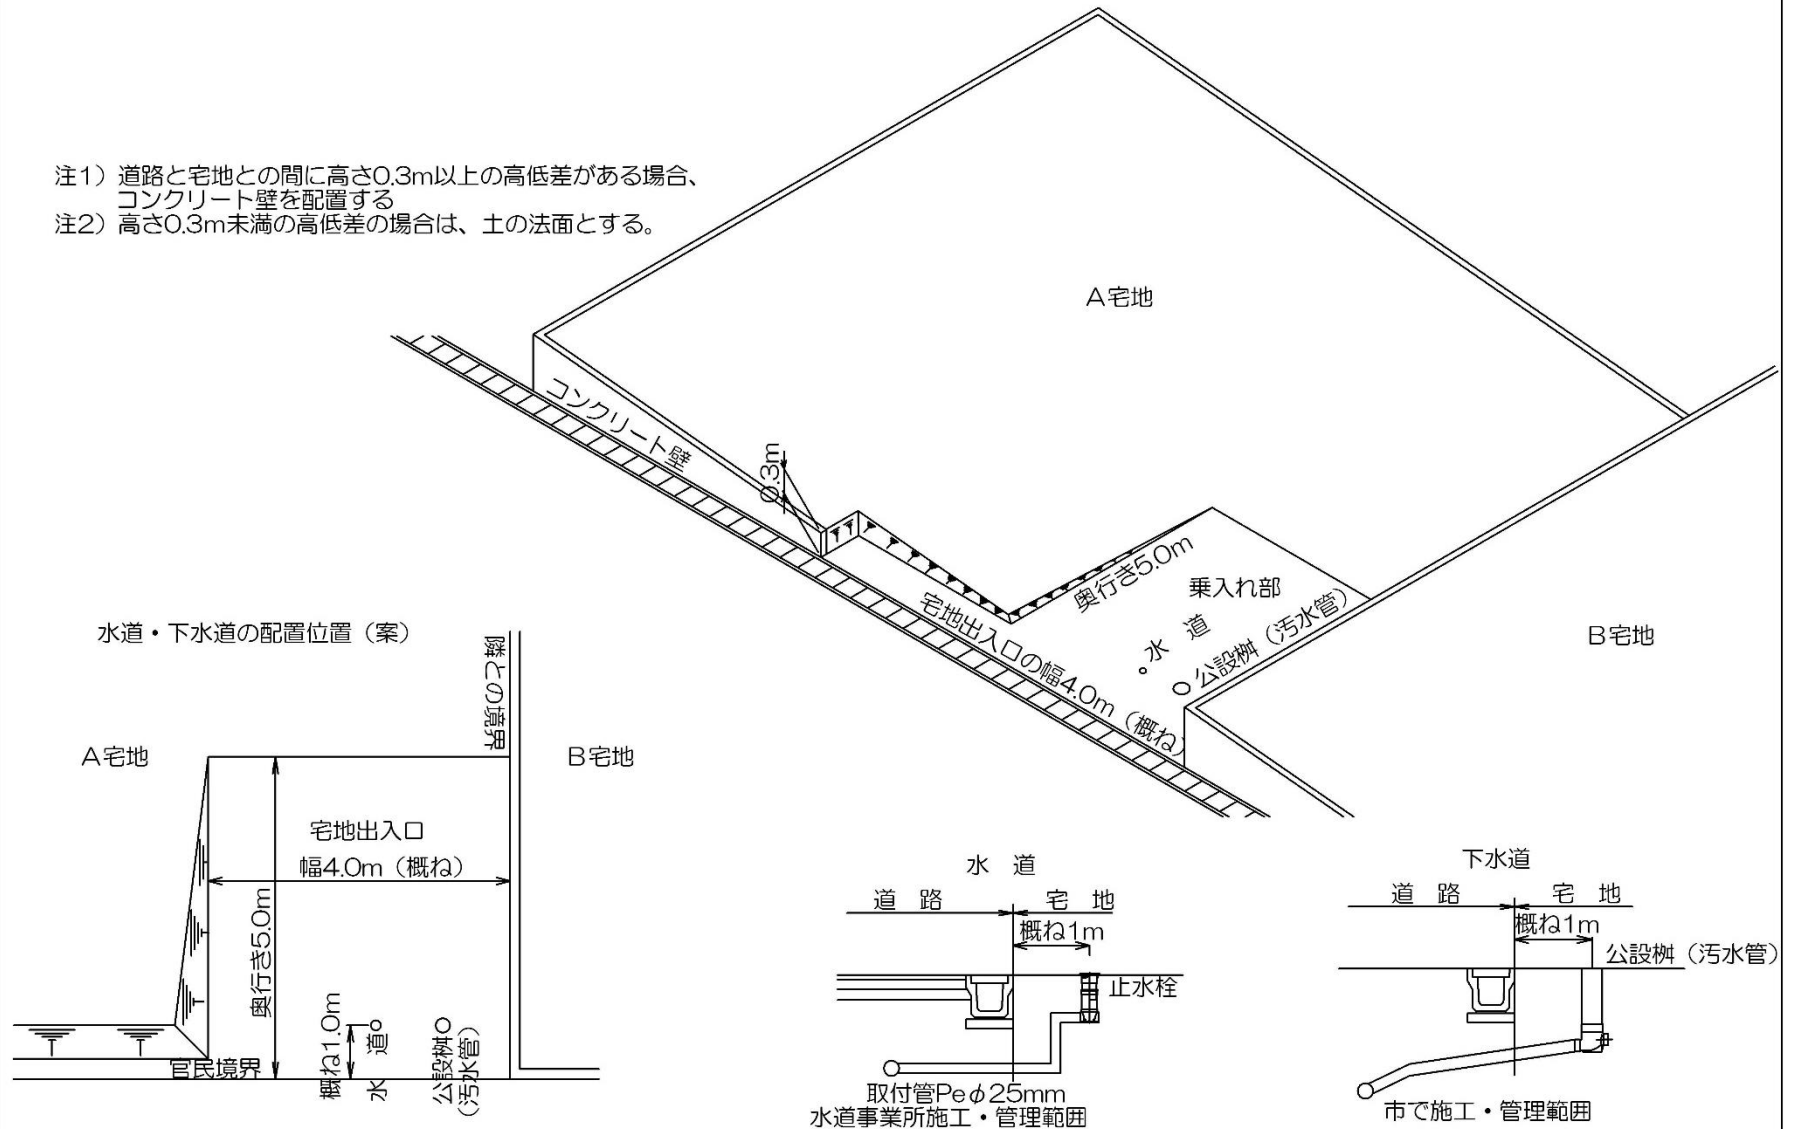 注1）道路と宅地との間に高さ0.3m以上の高低差がある場合、
コンクリート壁を配置する
注2）高さ0.3m未満の高低差の場合は、土の法面とする。
A宅地
コンクリート壁
0.3m
奥行き5.0m
乗入れ部
宅地出入口の幅4.0m（概ね）
水道
公設桝（汚水管）
B宅地
水道・下水道の配置位置（案）
隣との境界
A宅地
B宅地
宅地出入口
幅4.0m（概ね）
奥行き5.0m
官民境界
概ね1.0m
水道
公設桝
（汚水管）
水　道
道　路
宅　地
概ね1m
止水栓
取付管Peφ25mm
水道事業所施工・管理範囲
下水道
道　路
宅　地
概ね1m
公設桝（汚水管）
市で施工・管理範囲